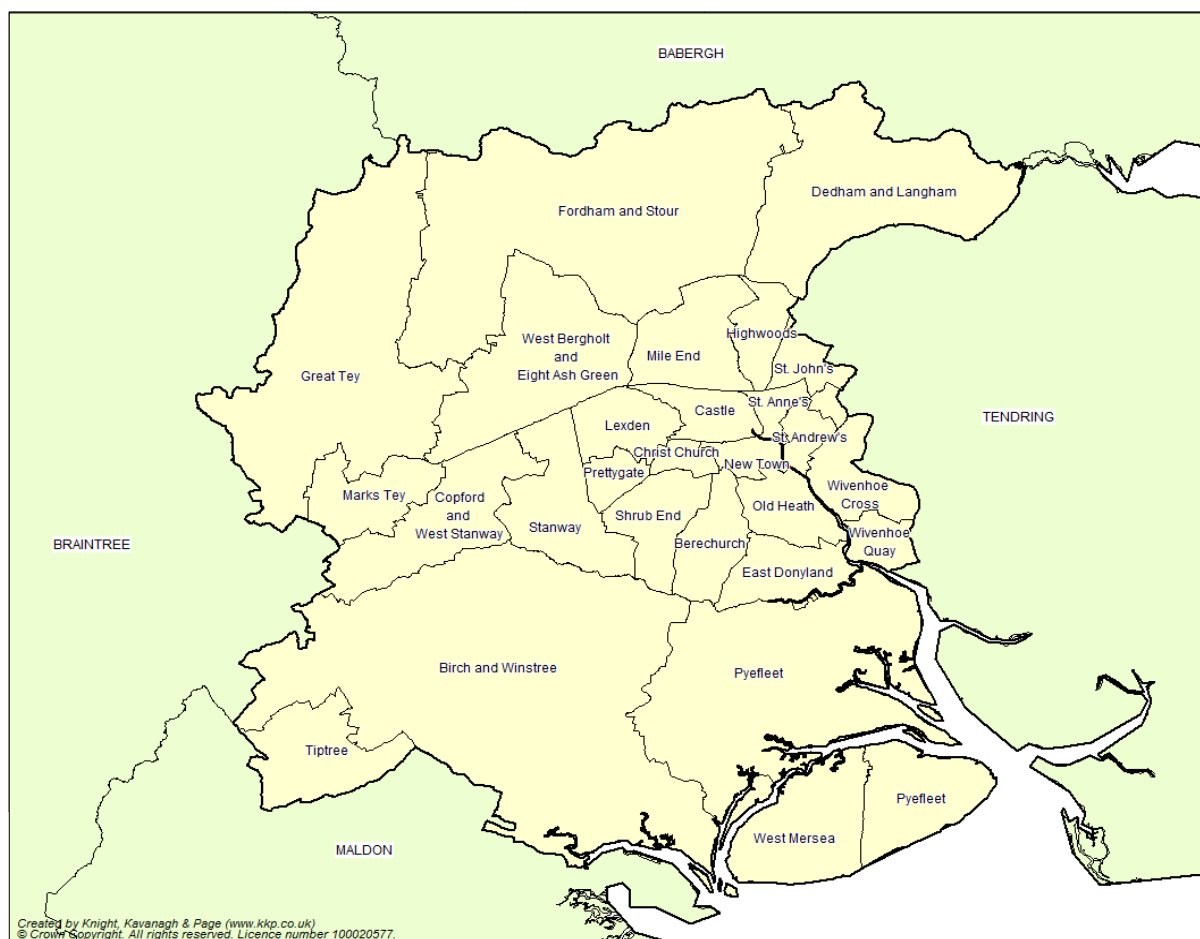 BABERGH
Dedham and Langham
Fordham and Stour
Highwoods
West Bergholt
and
Eight Ash Green
Mile End
St. John's
Great Tey
St. Anne's
Castle
TENDRING
Lexden
St. Andrew's
Christ Church
New Town
Prettygate
Marks Tey
Copford
and
West Stanway
Wivenhoe
Cross
Old Heath
Shrub End
Stanway
Wivenhoe
Quay
BRAINTREE
Berechurch
East Donyland
Birch and Winstree
Pyefleet
Tiptree
Pyefleet
West Mersea
MALDON
Created by Knight, Kavanagh & Page (www.kkp.co.uk)
© Crown Copyright. All rights reserved. Licence number 100020577.